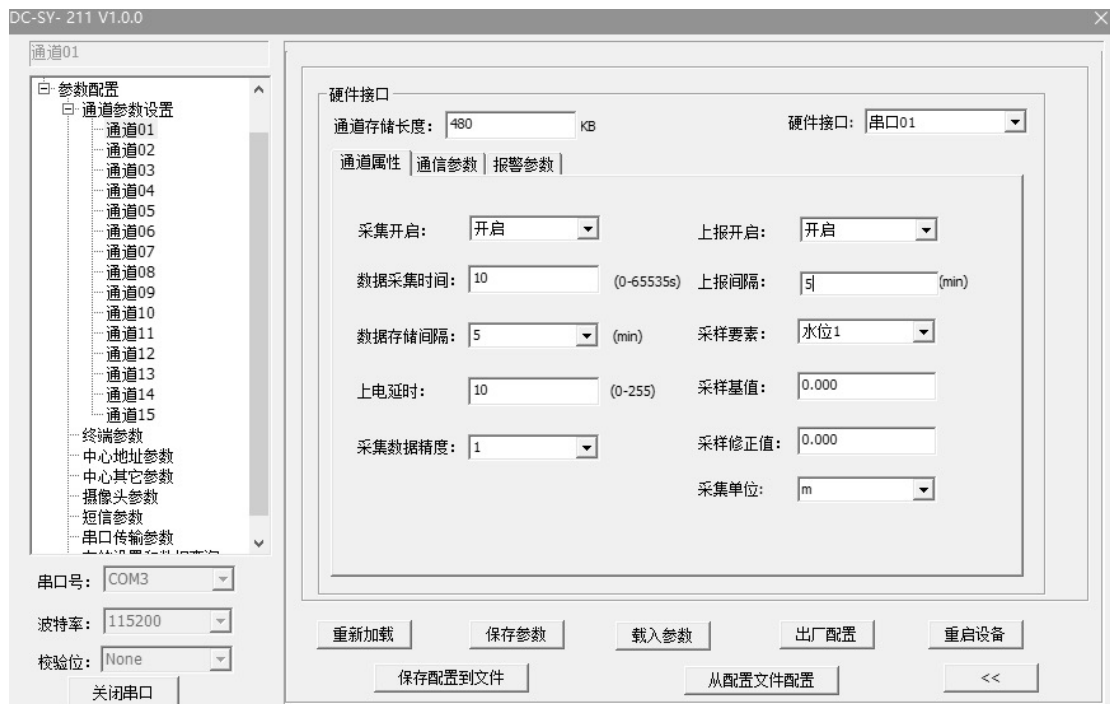 DC-SY- 211 V1.0.0
通道01
参数配置
通道参数设置
通道01
通道02
通道03
通道04
通道05
通道06
通道07
通道08
通道09
通道10
通道11
通道12
通道13
通道14
通道15
终端参数
中心地址参数
中心其它参数
摄像头参数
短信参数
串口传输参数
串口号: COM3
波特率: 115200
校验位: None
关闭串口
硬件接口
通道存储长度: 480 KB 硬件接口: 串口01
通道属性 通信参数 报警参数
采集开启: 开启 上报开启: 开启
数据采集时间: 10 (0-65535s) 上报间隔: 5 (min)
数据存储间隔: 5 (min) 采样要素: 水位1
上电延时: 10 (0-255) 采样基值: 0.000
采集数据精度: 1 采样修正值: 0.000
采集单位: m
重新加载 保存参数 载入参数 出厂配置 重启设备
保存配置到文件 从配置文件配置 <<